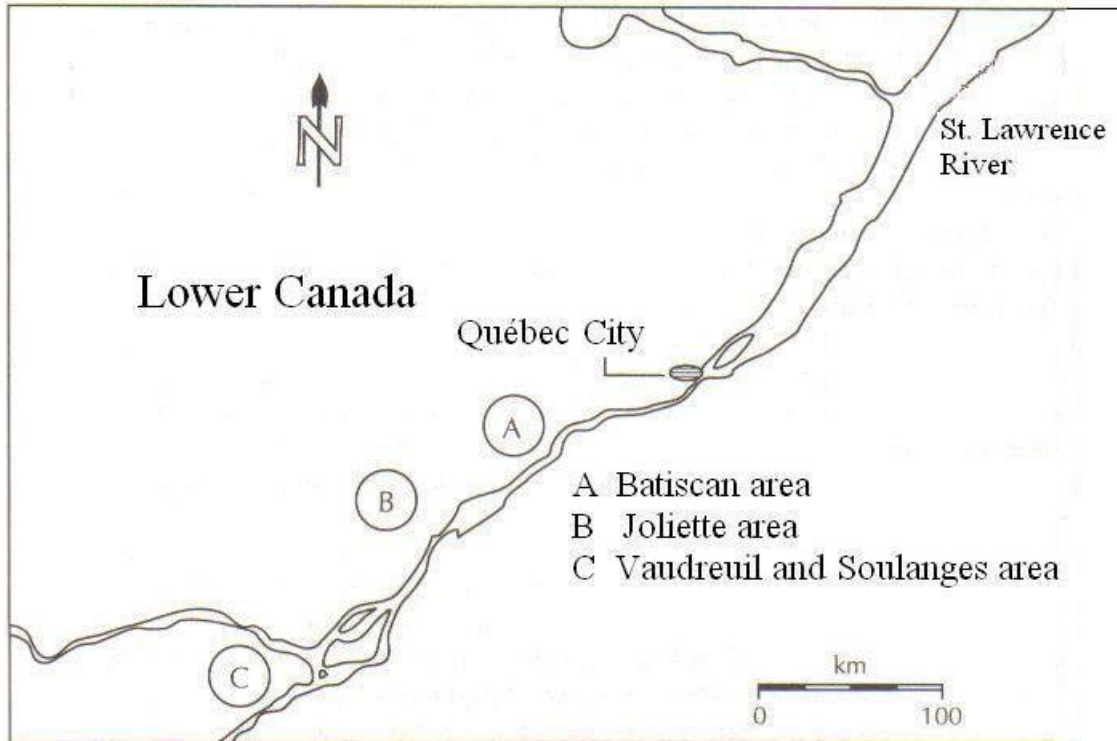 St. Lawrence
River
N
Lower Canada
Québec City
A
B
A Batiscan area
B Joliette area
C Vaudreuil and Soulanges area
C
km
0 100